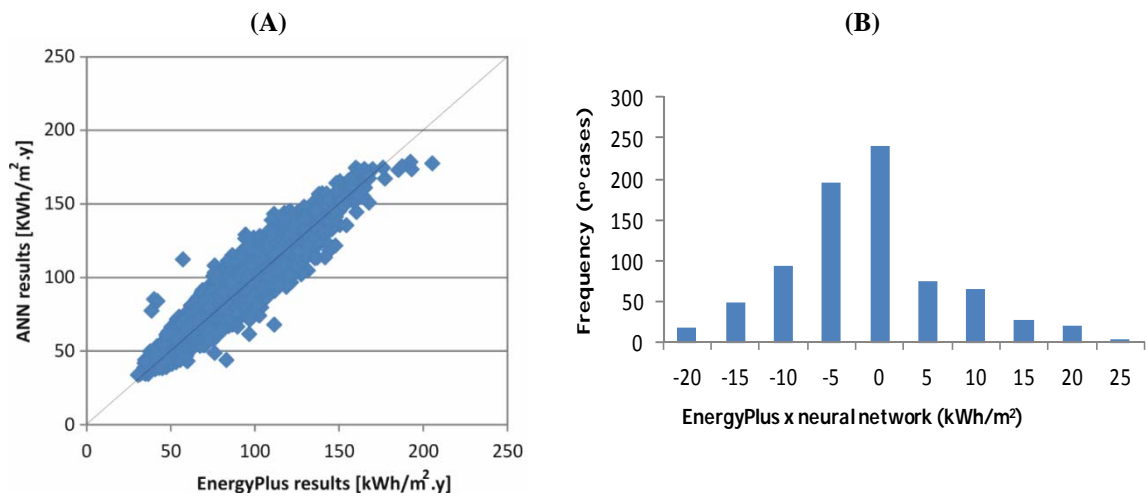 (A)
250
200
150
100
50
0
0 50 100 150 200 250
ANN results [KWh/m².y]
EnergyPlus results [kWh/m².y]
(B)
300
250
200
150
100
50
0
-20 -15 -10 -5 0 5 10 15 20 25
Frequency (nº cases)
EnergyPlus x neural network (kWh/m²)